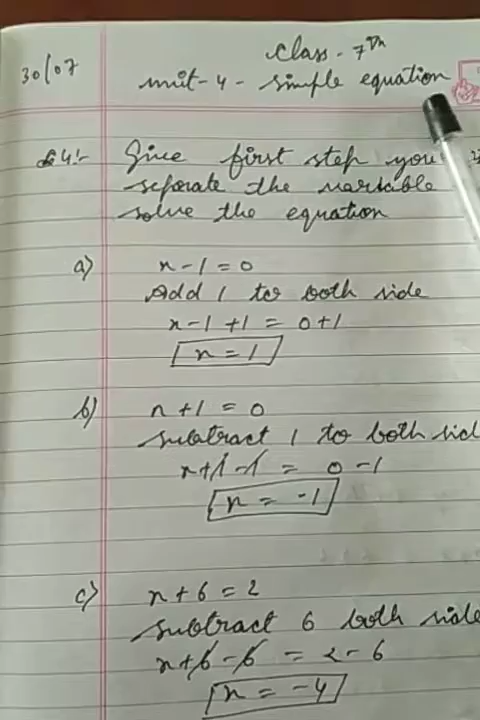 Class - 7th
30/07
unit - 4 - simple equation
Give first step you
separate the variable
solve the equation
a) x - 1 = 0
Add 1 to both side
x - 1 + 1 = 0 + 1
x = 1
b) x + 1 = 0
subtract 1 to both sid
x + 1 - 1 = 0 - 1
x = -1
c) x + 6 = 2
subtract 6 both side
x + 6 - 6 = 2 - 6
x = -4